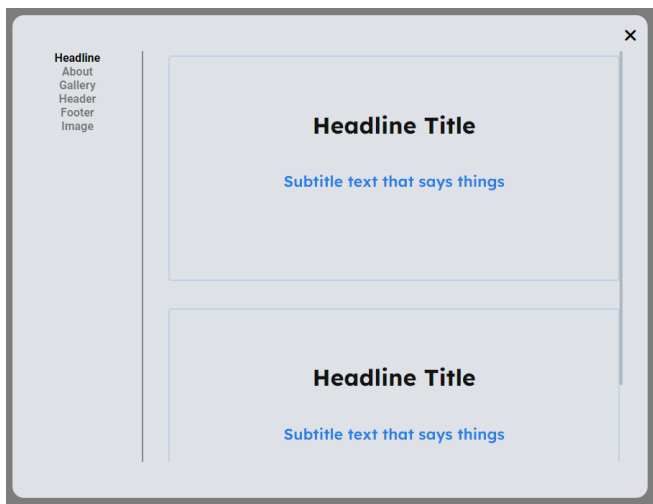 Headline
About
Gallery
Header
Footer
Image
Headline Title
Subtitle text that says things
Headline Title
Subtitle text that says things